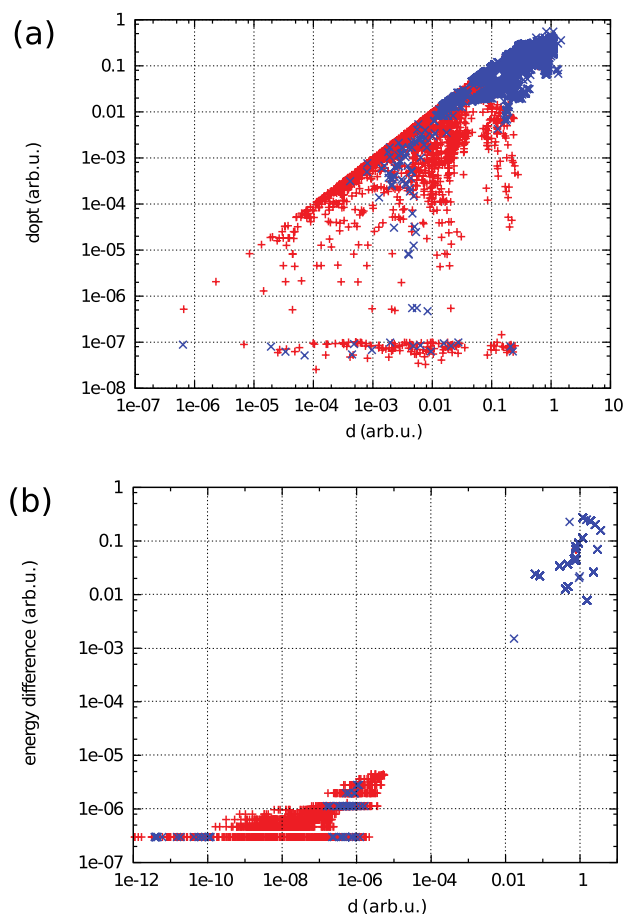 (a)
dopt (arb.u.)
1
0.1
0.01
1e-03
1e-04
1e-05
1e-06
1e-07
1e-08
1e-07 1e-06 1e-05 1e-04 1e-03 0.01 0.1 1 10
d (arb.u.)
(b)
energy difference (arb.u.)
1
0.1
0.01
1e-03
1e-04
1e-05
1e-06
1e-07
1e-12 1e-10 1e-08 1e-06 1e-04 0.01 1
d (arb.u.)